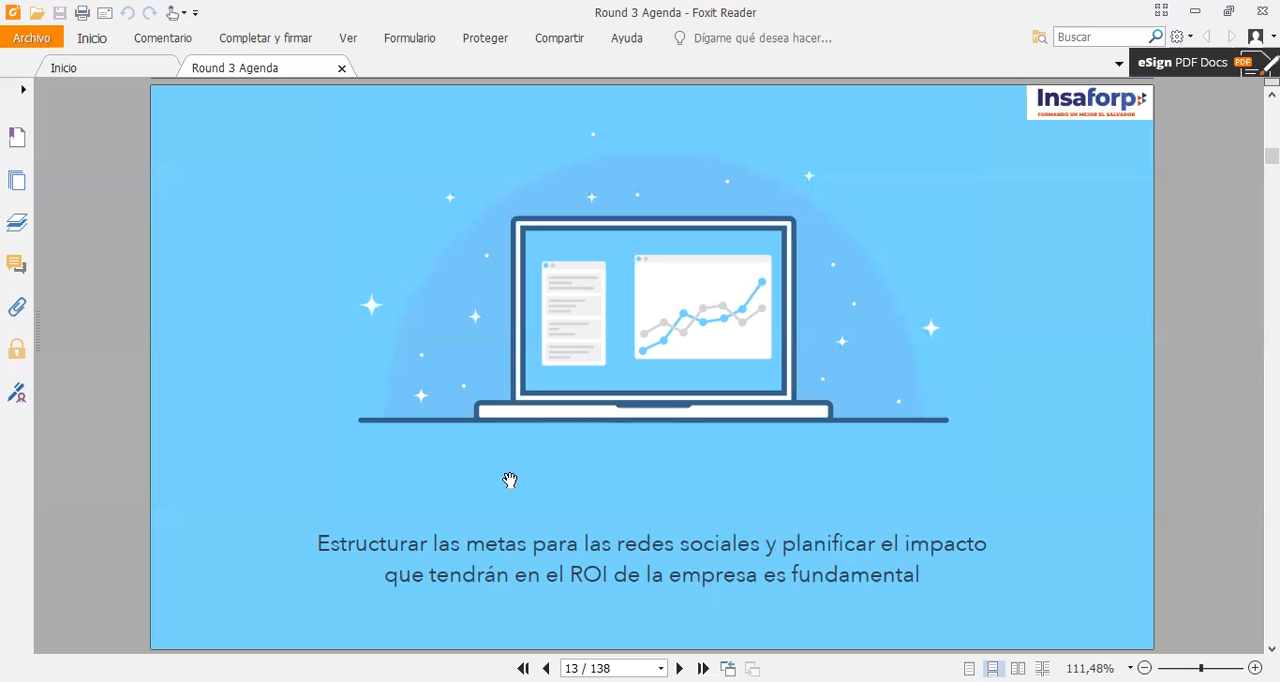 Round 3 Agenda - Foxit Reader
Archivo Inicio Comentario Completar y firmar Ver Formulario Proteger Compartir Ayuda Dígame qué desea hacer... Buscar
Inicio Round 3 Agenda eSign PDF Docs PDF
Insaforp
FORMANDO UN MEJOR EL SALVADOR
Estructurar las metas para las redes sociales y planificar el impacto
que tendrán en el ROI de la empresa es fundamental
13 / 138 111,48%